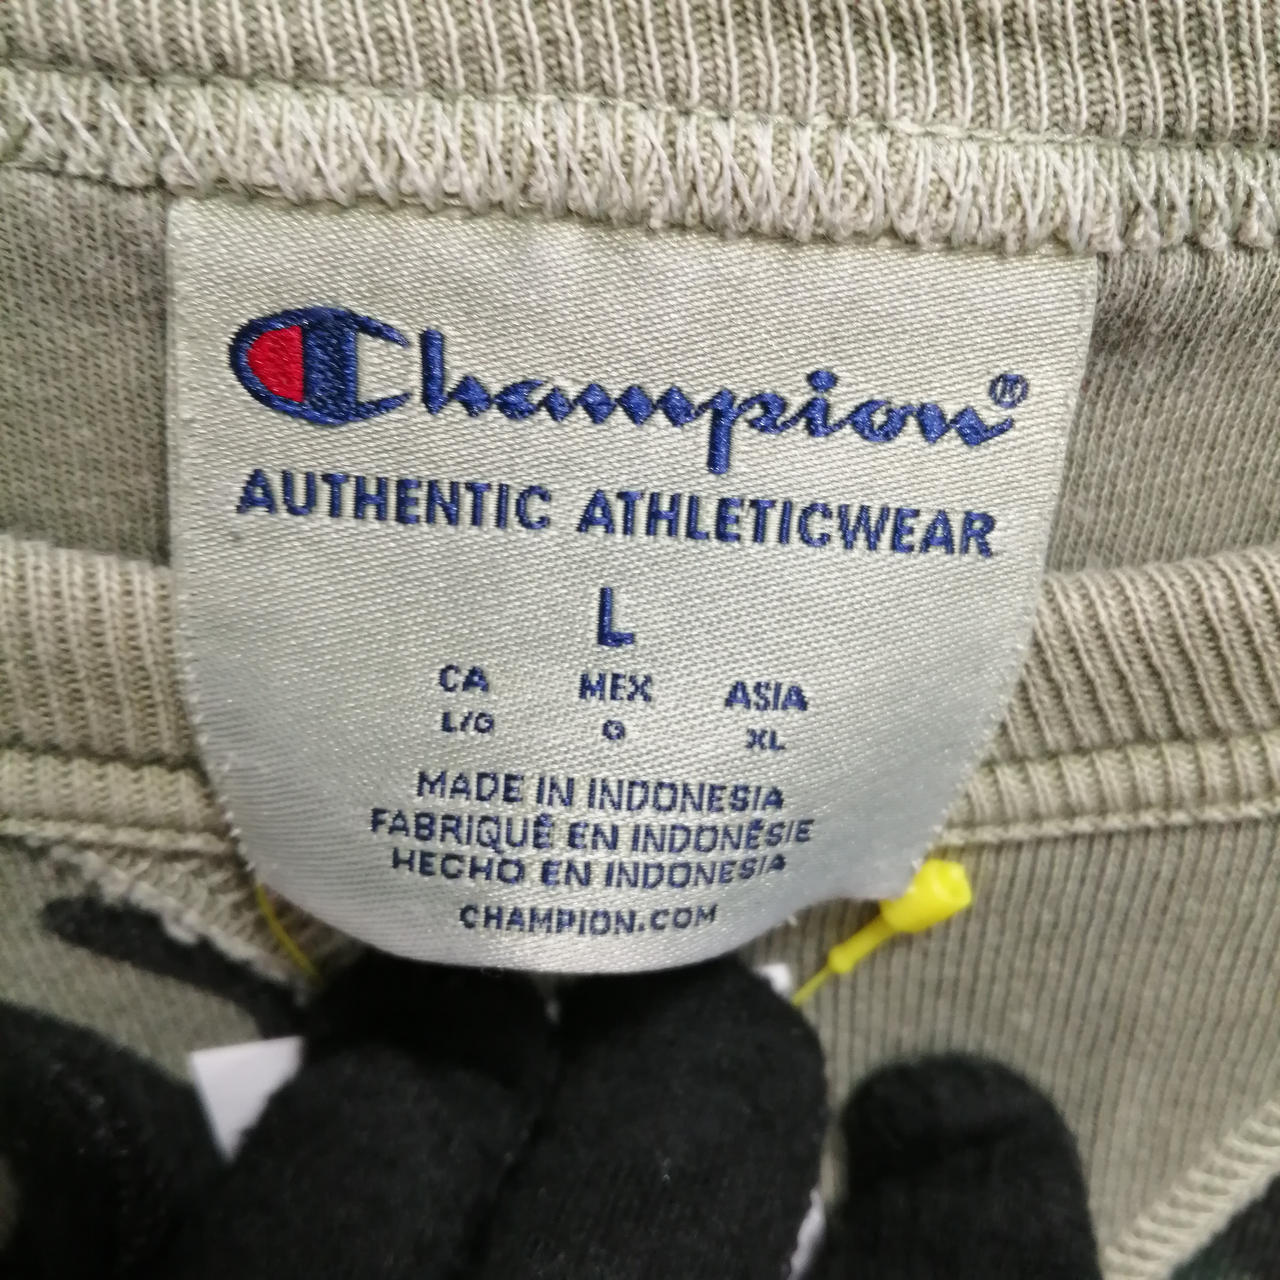 Champion®
AUTHENTIC ATHLETICWEAR
L
CA MEX ASIA
L/G G XL
MADE IN INDONESIA
FABRIQUÉ EN INDONÉSIE
HECHO EN INDONESIA
CHAMPION.COM